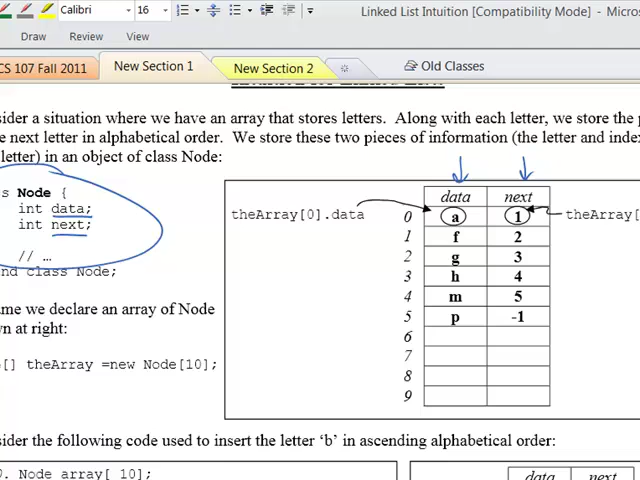 Calibri 16 Linked List Intuition [Compatibility Mode] - Micros
Draw Review View
CS 107 Fall 2011 New Section 1 New Section 2 Old Classes
sider a situation where we have an array that stores letters. Along with each letter, we store the p
e next letter in alphabetical order. We store these two pieces of information (the letter and index
letter) in an object of class Node:
s Node {
int data;
int next;
// …
nd class Node;
ame we declare an array of Node
wn at right:
[] theArray =new Node[10];
data next
theArray[0].data 0 a 1 theArray[
1 f 2
2 g 3
3 h 4
4 m 5
5 p -1
6
7
8
9
sider the following code used to insert the letter ‘b’ in ascending alphabetical order:
0. Node array[ 10];
data next